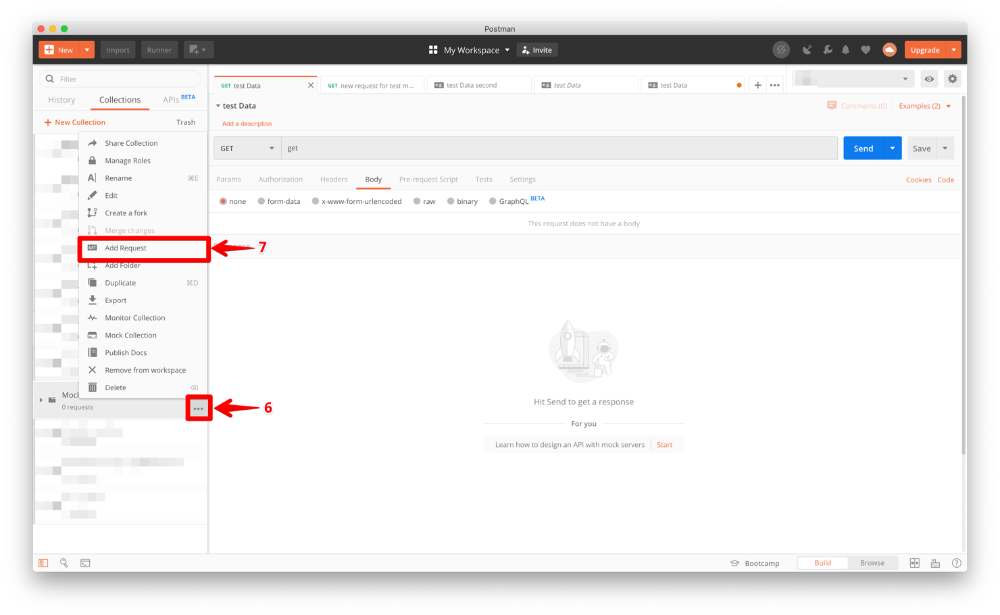 Postman
New
Import
Runner
My Workspace
Invite
Upgrade
Filter
History
Collections
APIs BETA
New Collection
Trash
GET test Data
GET new request for test m...
e.g. test Data second
e.g. test Data
e.g. test Data
test Data
Comments (0)
Examples (2)
Add a description
GET
get
Send
Save
Params
Authorization
Headers
Body
Pre-request Script
Tests
Settings
Cookies
Code
none
form-data
x-www-form-urlencoded
raw
binary
GraphQL BETA
This request does not have a body
Share Collection
Manage Roles
Rename ⌘E
Edit
Create a fork
Merge changes
GET Add Request
7
Add Folder
Duplicate ⌘D
Export
Monitor Collection
Mock Collection
Publish Docs
Remove from workspace
Delete
Mock
0 requests
6
Hit Send to get a response
For you
Learn how to design an API with mock servers
Start
Bootcamp
Build
Browse